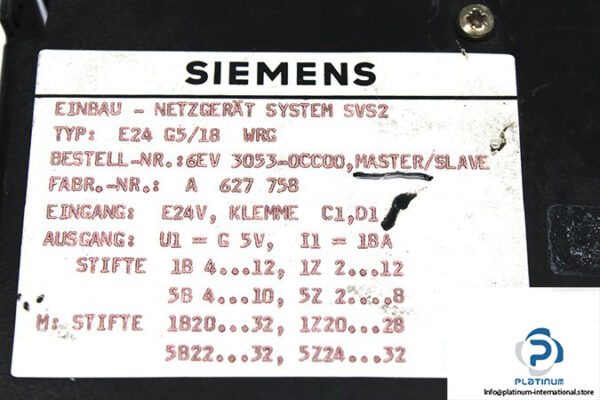 SIEMENS
EINBAU - NETZGERÄT SYSTEM SVS2
TYP: E24 G5/18 WRG
BESTELL-NR.:6EV 3053-0CC00,MASTER/SLAVE
FABR.-NR.: A 627 758
EINGANG: E24V, KLEMME C1,D1
AUSGANG: U1 = G 5V, I1 = 18A
STIFTE 1B 4...12, 1Z 2...12
5B 4...10, 5Z 2...8
M: STIFTE 1B20...32, 1Z20...28
5B22...32, 5Z24...32
PLATINUM
Info@platinum-international.store